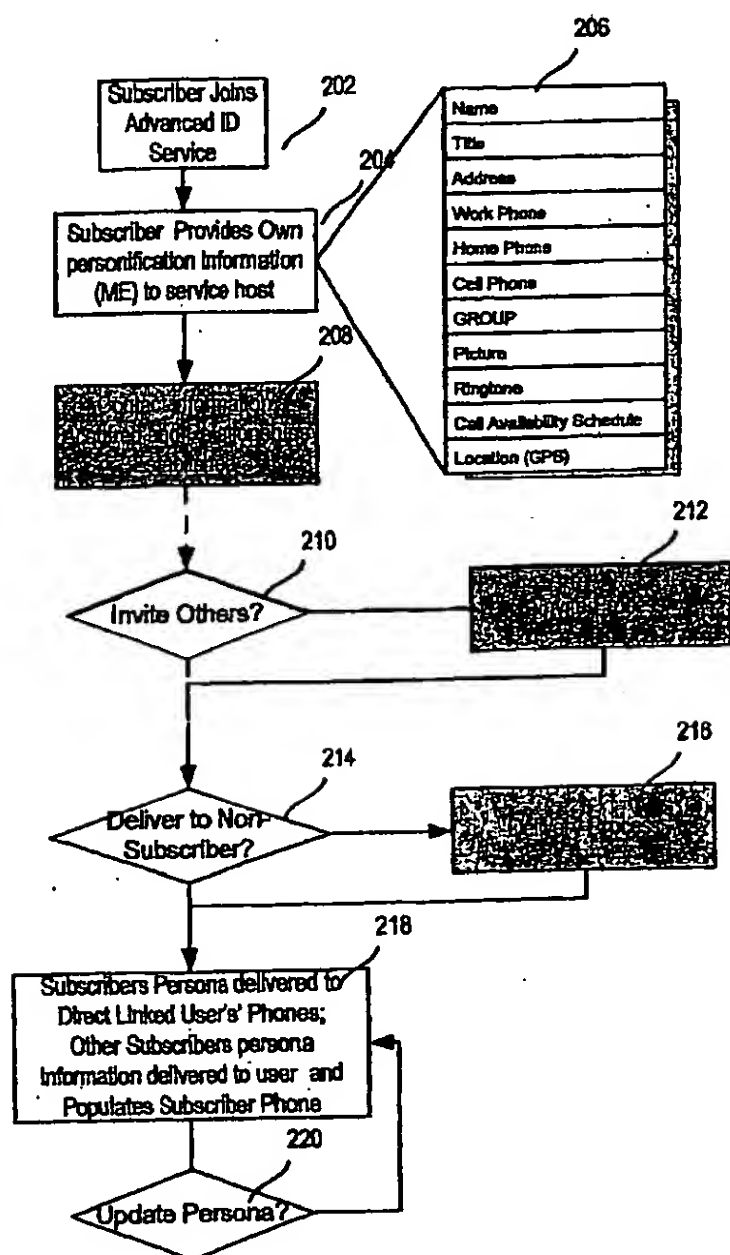 202
Subscriber Joins
Advanced ID
Service
204
Subscriber Provides Own
personification Information
(ME) to service host
206
Name
Title
Address
Work Phone
Home Phone
Cell Phone
GROUP
Picture
Ringtone
Cell Availability Schedule
Location (GPS)
208
210
Invite Others?
212
214
Deliver to Non-
Subscriber?
216
218
Subscribers Persona delivered to
Direct Linked User's' Phones;
Other Subscribers persona
Information delivered to user and
Populates Subscriber Phone
220
Update Persona?